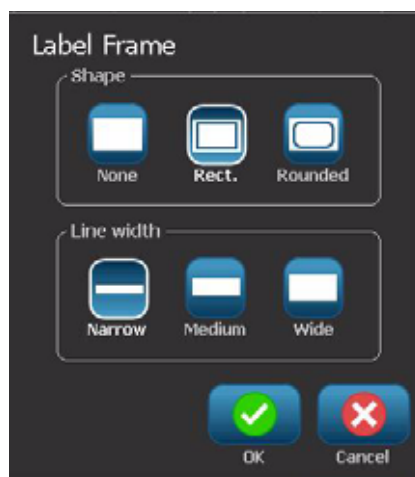 Label Frame
Shape
None Rect. Rounded
Line width
Narrow Medium Wide
OK Cancel